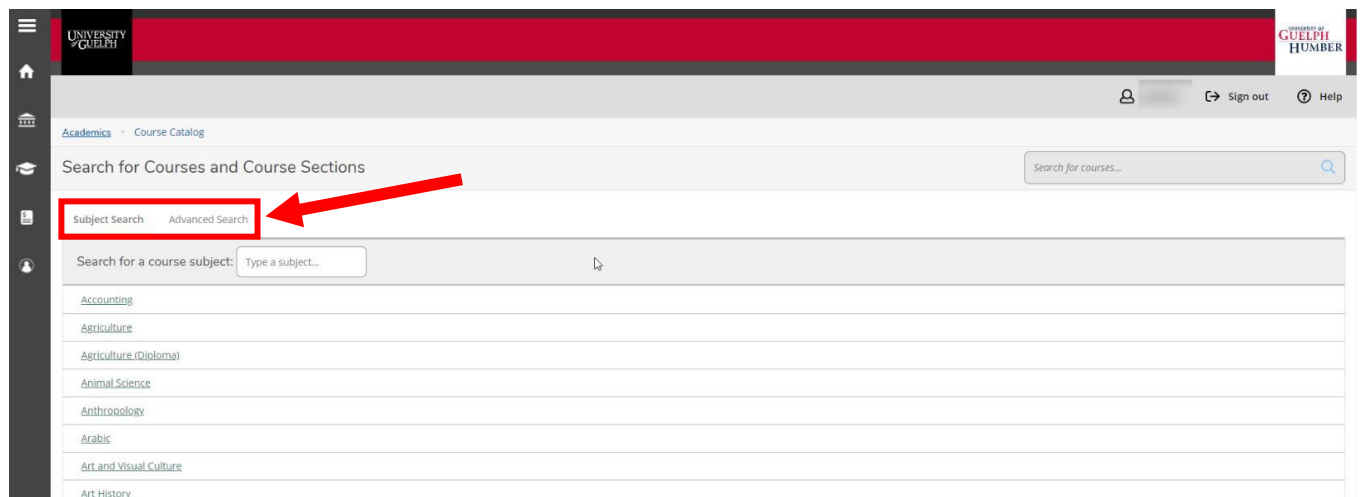 UNIVERSITY
OF GUELPH
UNIVERSITY OF
GUELPH
HUMBER
Sign out Help
Academics · Course Catalog
Search for Courses and Course Sections Search for courses...
Subject Search Advanced Search
Search for a course subject: Type a subject...
Accounting
Agriculture
Agriculture (Diploma)
Animal Science
Anthropology
Arabic
Art and Visual Culture
Art History